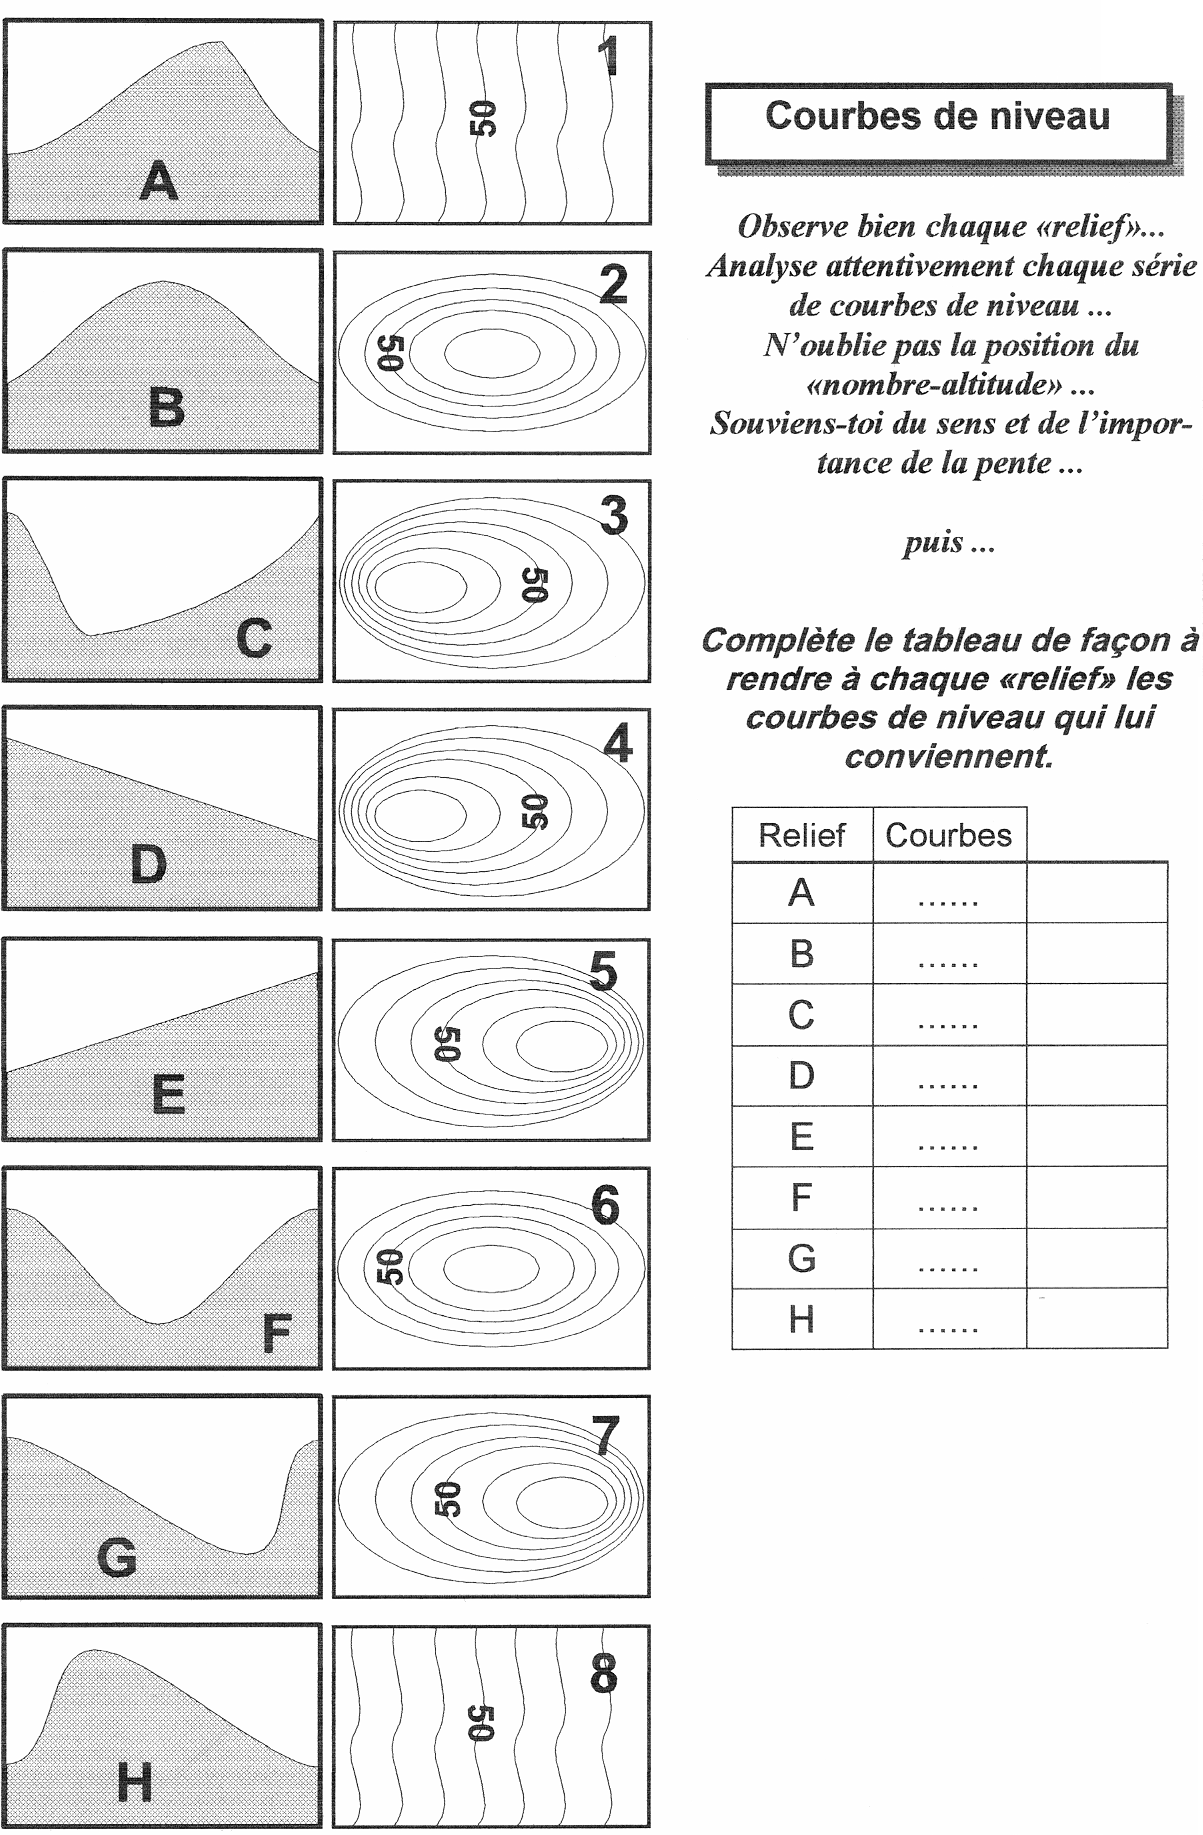 A
1
50
B
2
50
C
3
50
D
4
50
E
5
50
F
6
50
G
7
50
H
8
50
Courbes de niveau
Observe bien chaque «relief»...
Analyse attentivement chaque série
de courbes de niveau ...
N'oublie pas la position du
«nombre-altitude» ...
Souviens-toi du sens et de l'impor-
tance de la pente ...
puis ...
Complète le tableau de façon à
rendre à chaque «relief» les
courbes de niveau qui lui
conviennent.
Relief Courbes
A ......
B ......
C ......
D ......
E ......
F ......
G ......
H ......